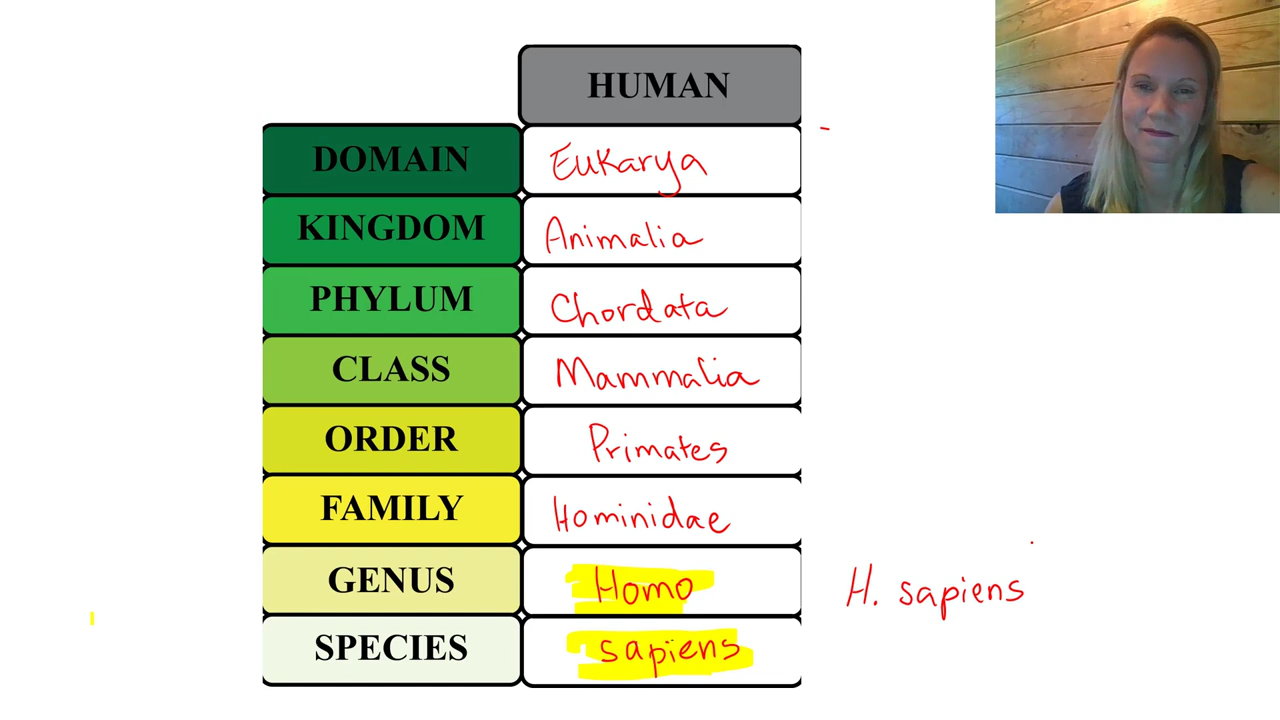 HUMAN
DOMAIN Eukarya
KINGDOM Animalia
PHYLUM Chordata
CLASS Mammalia
ORDER Primates
FAMILY Hominidae
GENUS Homo H. sapiens
SPECIES sapiens